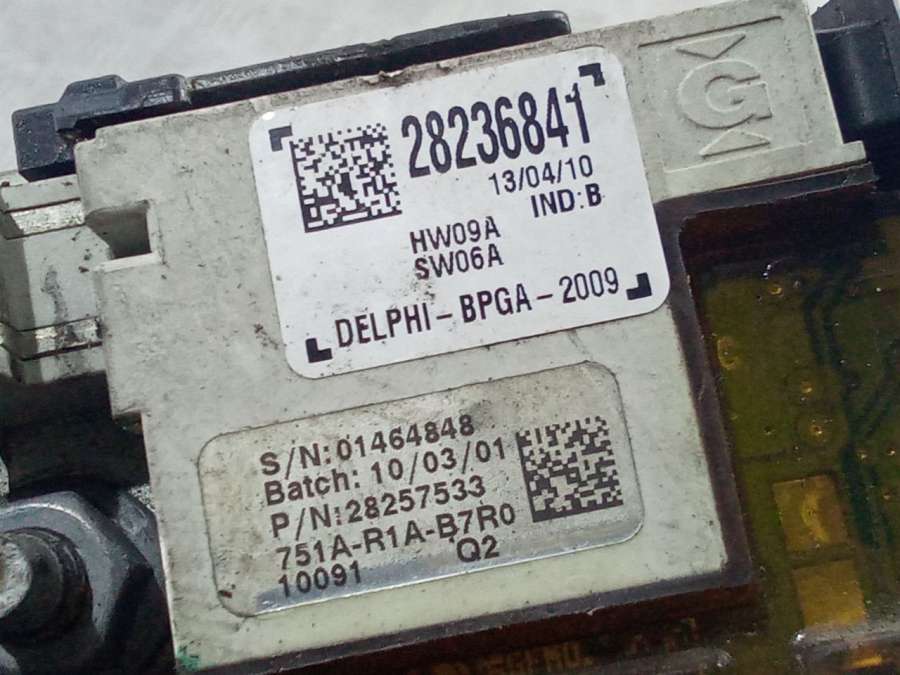 28236841
13/04/10
IND:B
HW09A
SW06A
DELPHI-BPGA-2009
G
S/N:01464848
Batch: 10/03/01
P/N:28257533
751A-R1A-B7R0
10091 Q2